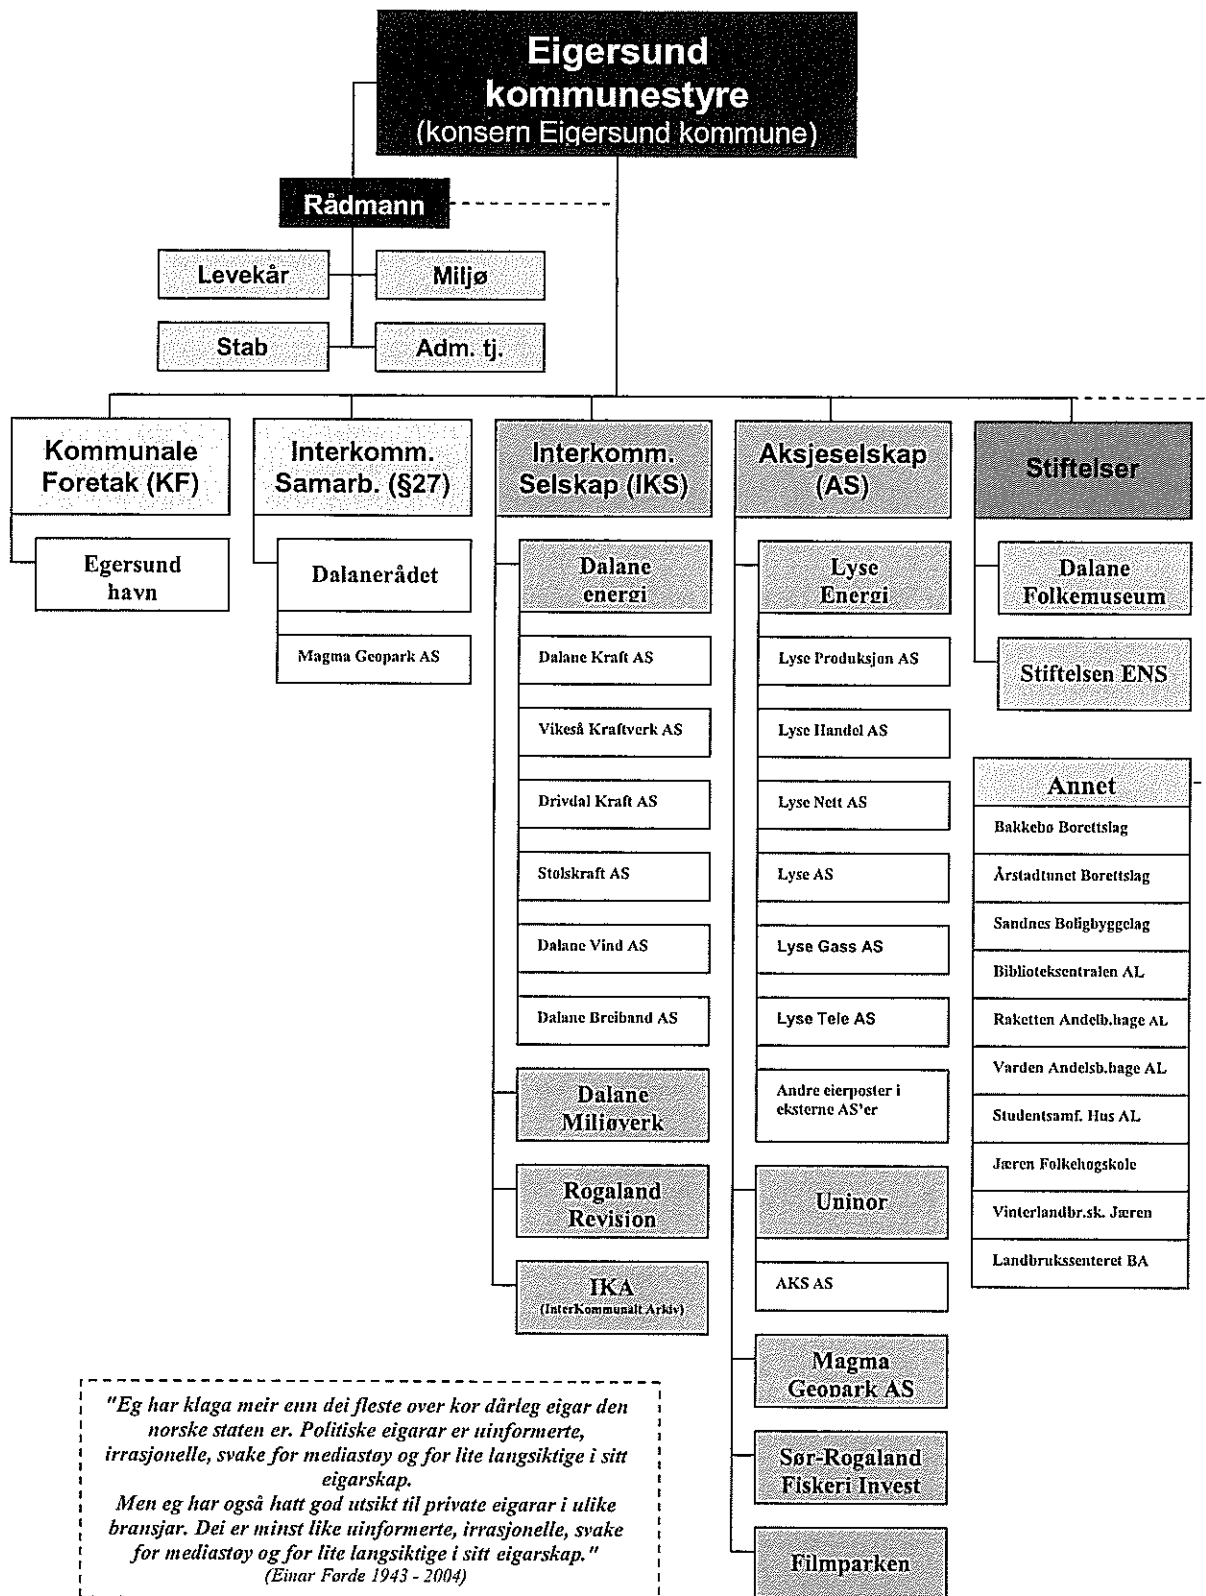 Eigersund
kommunestyre
(konsern Eigersund kommune)
Rådmann
Levekår
Miljø
Stab
Adm. tj.
Kommunale
Foretak (KF)
Egersund
havn
Interkomm.
Samarb. (§27)
Dalanerådet
Magma Geopark AS
Interkomm.
Selskap (IKS)
Dalane
energi
Dalane Kraft AS
Vikeså Kraftverk AS
Drivdal Kraft AS
Stolskraft AS
Dalane Vind AS
Dalane Breiband AS
Dalane
Miljøverk
Rogaland
Revision
IKA
(InterKommunalt Arkiv)
Aksjeselskap
(AS)
Lyse
Energi
Lyse Produksjon AS
Lyse Handel AS
Lyse Nett AS
Lyse AS
Lyse Gass AS
Lyse Tele AS
Andre eierposter i
eksterne AS'er
Uninor
AKS AS
Magma
Geopark AS
Sør-Rogaland
Fiskeri Invest
Filmparken
Stiftelser
Dalane
Folkemuseum
Stiftelsen ENS
Annet
Bakkebø Borettslag
Årstadtunet Borettslag
Sandnes Boligbyggelag
Biblioteksentralen AL
Raketten Andelb.hage AL
Varden Andelsb.hage AL
Studentsamf. Hus AL
Jæren Folkehøgskole
Vinterlandbr.sk. Jæren
Landbrukssenteret BA
"Eg har klaga meir enn dei fleste over kor dårleg eigar den
norske staten er. Politiske eigarar er uinformerte,
irrasjonelle, svake for mediastøy og for lite langsiktige i sitt
eigarskap.
Men eg har også hatt god utsikt til private eigarar i ulike
bransjar. Dei er minst like uinformerte, irrasjonelle, svake
for mediastøy og for lite langsiktige i sitt eigarskap."
(Einar Førde 1943 - 2004)